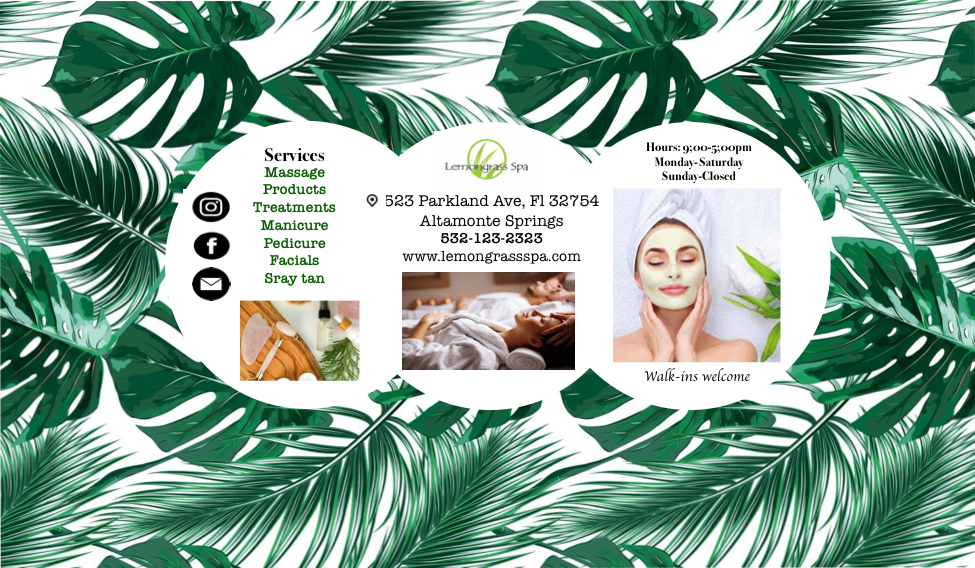 Services
Massage
Products
Treatments
Manicure
Pedicure
Facials
Sray tan
Lemongrass Spa
523 Parkland Ave, Fl 32754
Altamonte Springs
532-123-2323
www.lemongrassspa.com
Hours: 9;00-5;00pm
Monday-Saturday
Sunday-Closed
Walk-ins welcome